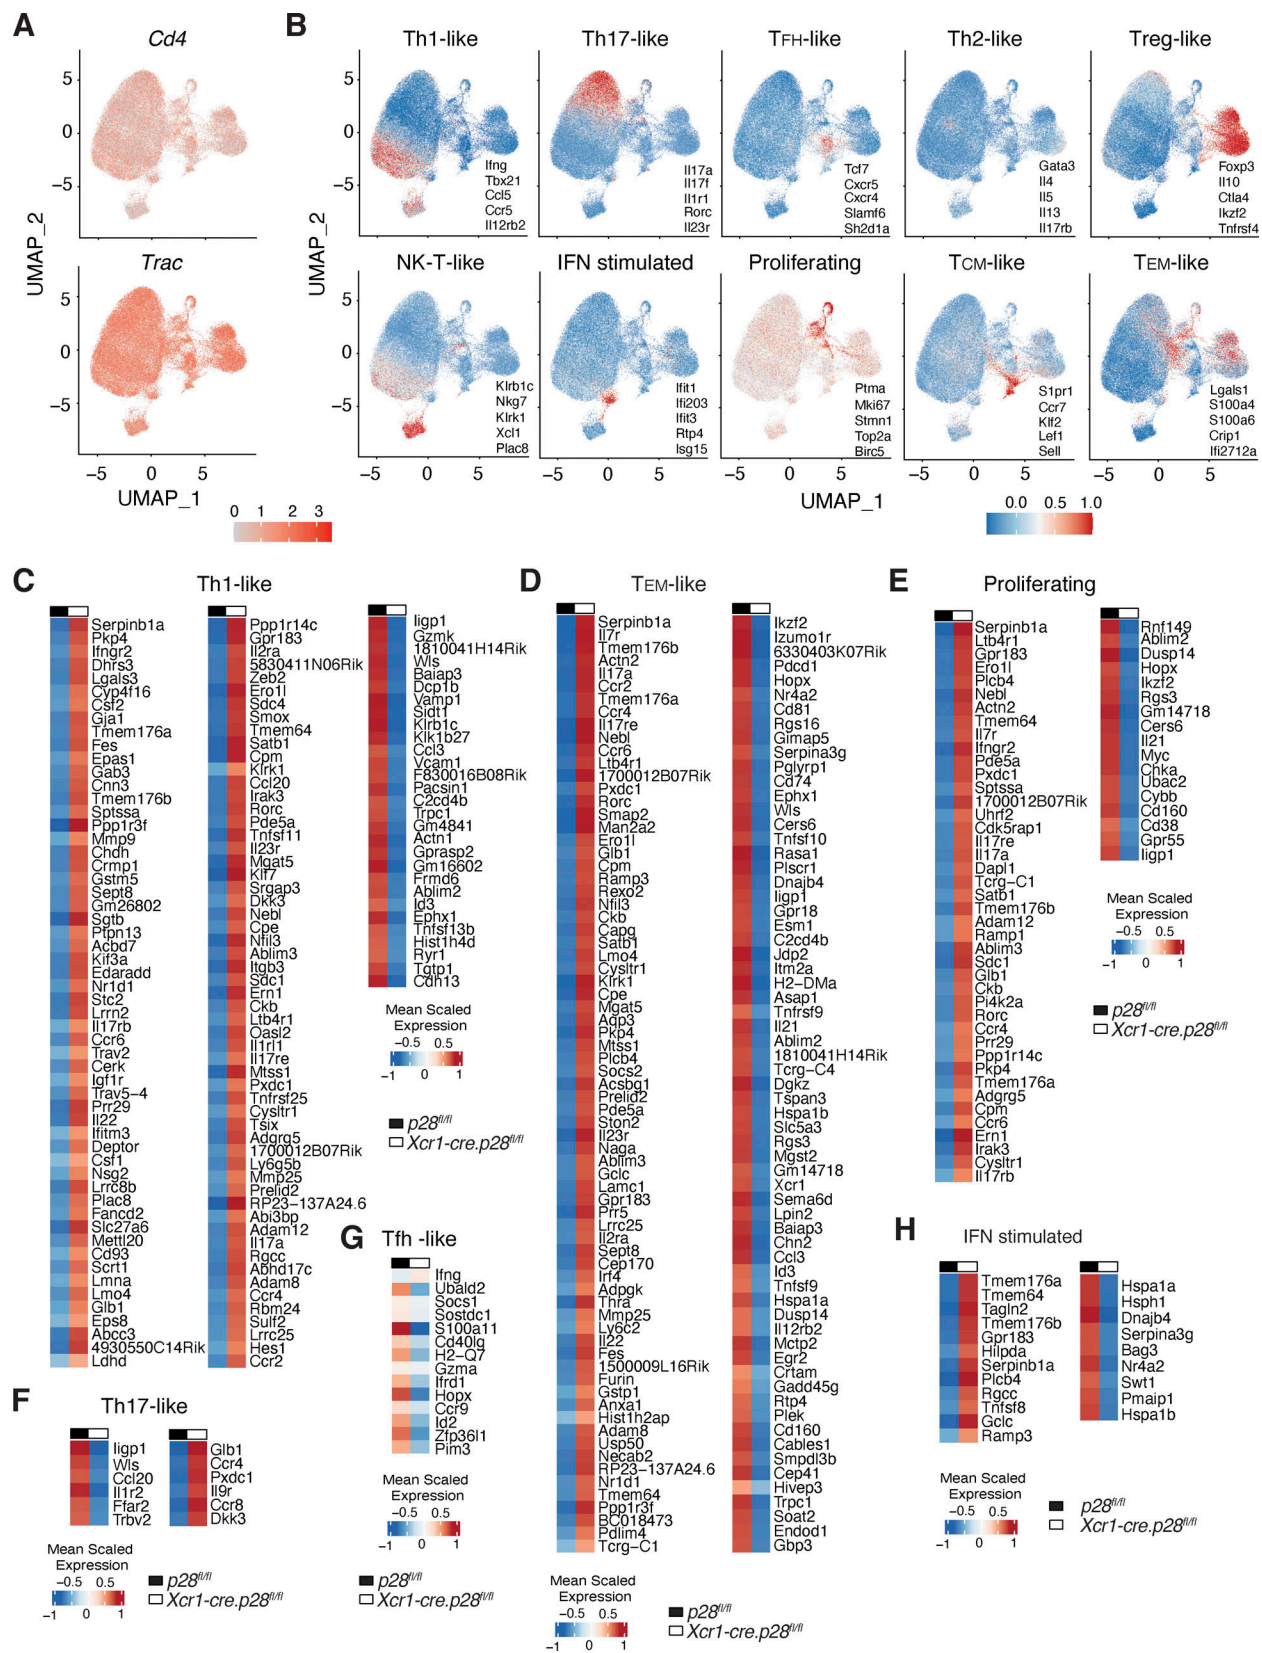 A
Cd4
5
0
−5
Trac
5
0
−5
−5
0
5
UMAP_2
UMAP_1
0 1 2 3
B
UMAP_2
Th1-like
Ifng
Tbx21
Ccl5
Ccr5
Il12rb2
Th17-like
Il17a
Il17f
Il1r1
Rorc
Il23r
TFH-like
Tcf7
Cxcr5
Cxcr4
Slamf6
Sh2d1a
Th2-like
Gata3
Il4
Il5
Il13
Il17rb
Treg-like
Foxp3
Il10
Ctla4
Ikzf2
Tnfrsf4
NK-T-like
Klrb1c
Nkg7
Klrk1
Xcl1
Plac8
IFN stimulated
Ifit1
Ifi203
Ifit3
Rtp4
Isg15
Proliferating
Ptma
Mki67
Stmn1
Top2a
Birc5
TCM-like
S1pr1
Ccr7
Klf2
Lef1
Sell
TEM-like
Lgals1
S100a4
S100a6
Crip1
Ifi2712a
−5 0 5 −5 0 5 −5 0 5 −5 0 5 −5 0 5
UMAP_1
0.0 0.5 1.0
C
Th1-like
Serpinb1a
Pkp4
Ifngr2
Dhrs3
Lgals3
Cyp4f16
Csf2
Gja1
Tmem176a
Fes
Epas1
Gab3
Cnn3
Tmem176b
Sptssa
Ppp1r3f
Mmp9
Chdh
Crmp1
Gstm5
Sept8
Gm26802
Sgtb
Ptpn13
Acbd7
Kif3a
Edaradd
Nr1d1
Stc2
Lrrn2
Il17rb
Ccr6
Trav2
Cerk
Igf1r
Trav5−4
Prr29
Il22
Ifitm3
Deptor
Csf1
Nsg2
Lrrc8b
Plac8
Fancd2
Slc27a6
Mettl20
Cd93
Scrt1
Lmna
Lmo4
Glb1
Eps8
Abcc3
4930550C14Rik
Ldhd
Ppp1r14c
Gpr183
Il2ra
5830411N06Rik
Zeb2
Ero1l
Sdc4
Smox
Tmem64
Satb1
Cpm
Klrk1
Ccl20
Irak3
Rorc
Pde5a
Tnfsf11
Il23r
Mgat5
Klf7
Srgap3
Dkk3
Nebl
Cpe
Nfil3
Ablim3
Itgb3
Sdc1
Ern1
Ckb
Ltb4r1
Oasl2
Il1rl1
Il17re
Mtss1
Pxdc1
Tnfrsf25
Cysltr1
Tsix
Adgrg5
1700012B07Rik
Ly6g5b
Mmp25
Prelid2
RP23−137A24.6
Abi3bp
Adam12
Il17a
Rgcc
Abhd17c
Adam8
Ccr4
Rbm24
Sulf2
Lrrc25
Hes1
Ccr2
Iigp1
Gzmk
1810041H14Rik
Wls
Baiap3
Dcp1b
Vamp1
Sidt1
Klrb1c
Klk1b27
Ccl3
Vcam1
F830016B08Rik
Pacsin1
C2cd4b
Trpc1
Gm4841
Actn1
Gprasp2
Gm16602
Frmd6
Ablim2
Id3
Ephx1
Tnfsf13b
Hist1h4d
Ryr1
Tgtp1
Cdh13
Mean Scaled
Expression
−0.5 0.5
−1 0 1
p28fl/fl
Xcr1-cre.p28fl/fl
D
TEM-like
Serpinb1a
Il7r
Tmem176b
Actn2
Il17a
Ccr2
Tmem176a
Ccr4
Il17re
Nebl
Ccr6
Ltb4r1
1700012B07Rik
Pxdc1
Rorc
Smap2
Man2a2
Ero1l
Glb1
Cpm
Ramp3
Rexo2
Nfil3
Ckb
Capg
Satb1
Lmo4
Cysltr1
Klrk1
Cpe
Mgat5
Aqp3
Pkp4
Mtss1
Plcb4
Socs2
Acsbg1
Prelid2
Pde5a
Ston2
Il23r
Naga
Ablim3
Gclc
Lamc1
Gpr183
Prr5
Lrrc25
Il2ra
Sept8
Cep170
Irf4
Adpgk
Thra
Mmp25
Ly6c2
Il22
Fes
1500009L16Rik
Furin
Gstp1
Anxa1
Hist1h2ap
Adam8
Usp50
Necab2
RP23−137A24.6
Nr1d1
Tmem64
Ppp1r3f
BC018473
Pdlim4
Tcrg−C1
Ikzf2
Izumo1r
6330403K07Rik
Pdcd1
Hopx
Nr4a2
Cd81
Rgs16
Gimap5
Serpina3g
Pglyrp1
Cd74
Ephx1
Wls
Cers6
Tnfsf10
Rasa1
Plscr1
Dnajb4
Iigp1
Gpr18
Esm1
C2cd4b
Jdp2
Itm2a
H2−DMa
Asap1
Tnfrsf9
Il21
Ablim2
1810041H14Rik
Tcrg−C4
Dgkz
Tspan3
Hspa1b
Slc5a3
Rgs3
Mgst2
Gm14718
Xcr1
Sema6d
Lpin2
Baiap3
Chn2
Ccl3
Id3
Tnfsf9
Hspa1a
Dusp14
Il12rb2
Mctp2
Egr2
Crtam
Gadd45g
Rtp4
Plek
Cd160
Cables1
Smpdl3b
Cep41
Hivep3
Trpc1
Soat2
Endod1
Gbp3
Mean Scaled
Expression
−0.5 0.5
−1 0 1
p28fl/fl
Xcr1-cre.p28fl/fl
E
Proliferating
Serpinb1a
Ltb4r1
Gpr183
Ero1l
Plcb4
Nebl
Actn2
Tmem64
Il7r
Ifngr2
Pde5a
Pxdc1
Sptssa
1700012B07Rik
Uhrf2
Cdk5rap1
Il17re
Il17a
Dapl1
Tcrg−C1
Satb1
Tmem176b
Adam12
Ramp1
Ablim3
Sdc1
Glb1
Ckb
Pi4k2a
Rorc
Ccr4
Prr29
Ppp1r14c
Pkp4
Tmem176a
Adgrg5
Cpm
Ccr6
Ern1
Irak3
Cysltr1
Il17rb
Rnf149
Ablim2
Dusp14
Hopx
Ikzf2
Rgs3
Gm14718
Cers6
Il21
Myc
Chka
Ubac2
Cybb
Cd160
Cd38
Gpr55
Iigp1
Mean Scaled
Expression
−0.5 0.5
−1 0 1
p28fl/fl
Xcr1-cre.p28fl/fl
F
Th17-like
Iigp1
Wls
Ccl20
Il1r2
Ffar2
Trbv2
Glb1
Ccr4
Pxdc1
Il9r
Ccr8
Dkk3
Mean Scaled
Expression
−0.5 0.5
−1 0 1
p28fl/fl
Xcr1-cre.p28fl/fl
G
Tfh -like
Ifng
Ubald2
Socs1
Sostdc1
S100a11
Cd40lg
H2−Q7
Gzma
Ifrd1
Hopx
Ccr9
Id2
Zfp36l1
Pim3
Mean Scaled
Expression
−0.5 0.5
−1 0 1
p28fl/fl
Xcr1-cre.p28fl/fl
H
IFN stimulated
Tmem176a
Tmem64
Tagln2
Tmem176b
Gpr183
Hilpda
Serpinb1a
Plcb4
Rgcc
Tnfsf8
Gclc
Ramp3
Hspa1a
Hsph1
Dnajb4
Serpina3g
Bag3
Nr4a2
Swt1
Pmaip1
Hspa1b
Mean Scaled
Expression
−0.5 0.5
−1 0 1
p28fl/fl
Xcr1-cre.p28fl/fl